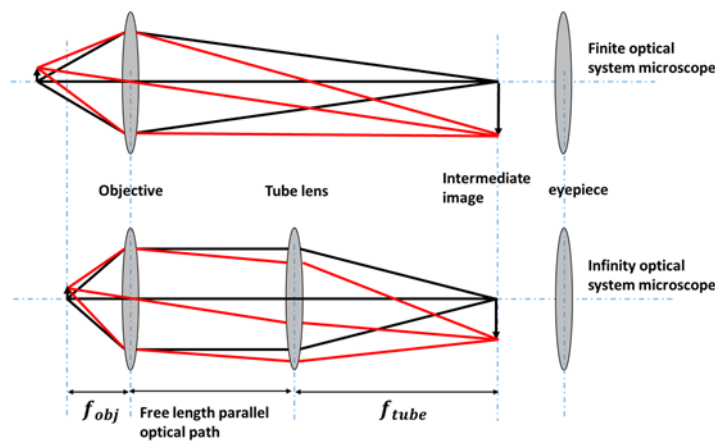 Finite optical
system microscope
Objective
Tube lens
Intermediate
image
eyepiece
Infinity optical
system microscope
f_obj
Free length parallel
optical path
f_tube